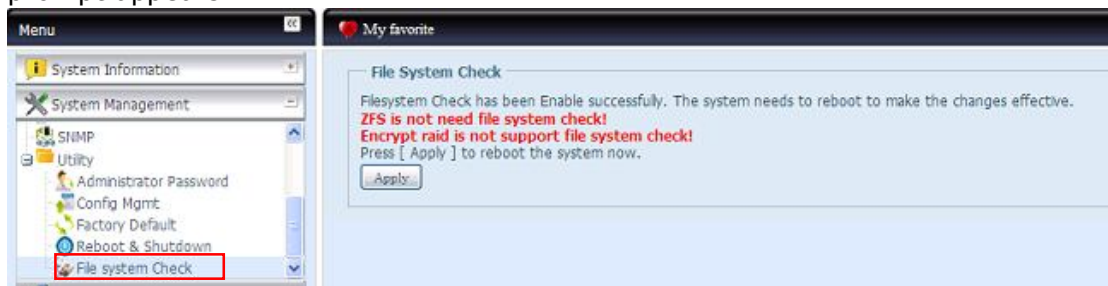 Menu
My favorite
System Information
System Management
SNMP
Utility
Administrator Password
Config Mgmt
Factory Default
Reboot & Shutdown
File system Check
File System Check
Filesystem Check has been Enable successfully. The system needs to reboot to make the changes effective.
ZFS is not need file system check!
Encrypt raid is not support file system check!
Press [ Apply ] to reboot the system now.
Apply